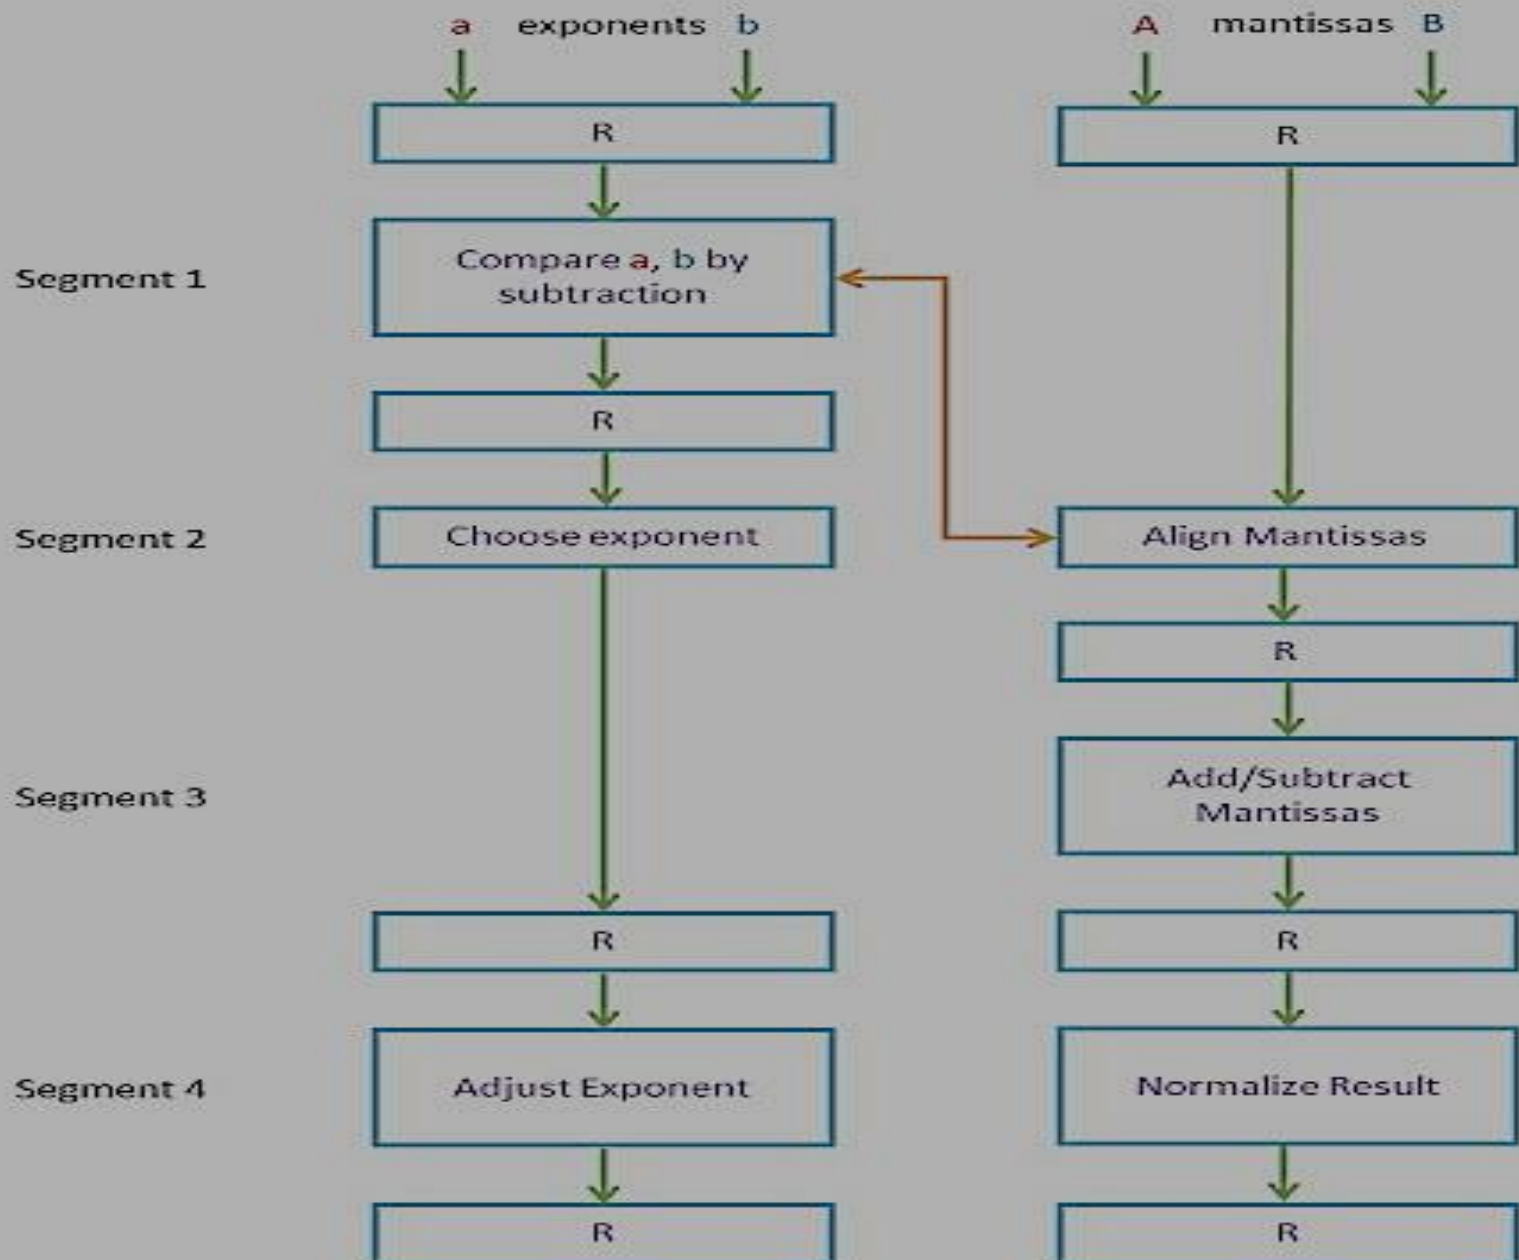 a exponents b
A mantissas B
R
R
Segment 1
Compare a, b by
subtraction
R
Segment 2
Choose exponent
Align Mantissas
R
Segment 3
Add/Subtract
Mantissas
R
R
Segment 4
Adjust Exponent
Normalize Result
R
R